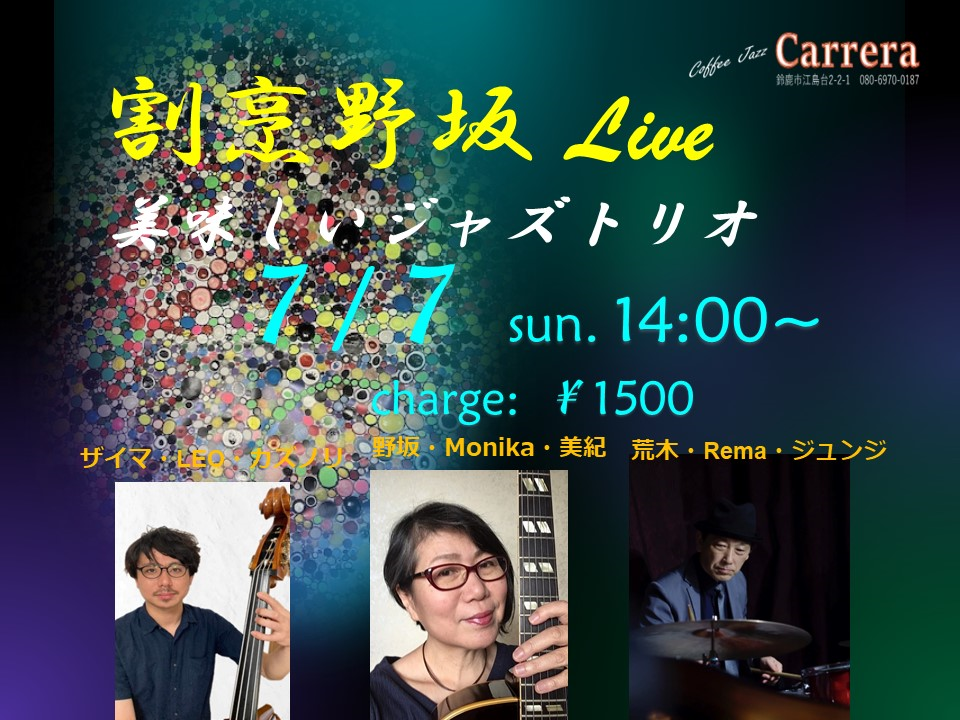 Coffee Jazz Carrera
鈴鹿市江島台2-2-1 080-6970-0187
割烹野坂 Live
美味しいジャズトリオ
7/7 sun. 14:00~
charge: ¥1500
ザイマ・LEO・カズノリ
野坂・Monika・美紀
荒木・Rema・ジュンジ